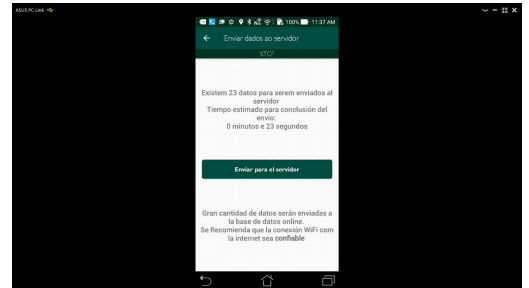 ASUS PC Link
100% 11:37 AM
Enviar dados ao servidor
STCF
Existem 23 datos para serem enviados al
servidor
Tiempo estimado para conclusión del
envio:
0 minutos e 23 segundos
Enviar para el servidor
Gran cantidad de datos serán enviadas a
la base de datos online.
Se Recomienda que la conexión WiFi com
la internet sea confiable